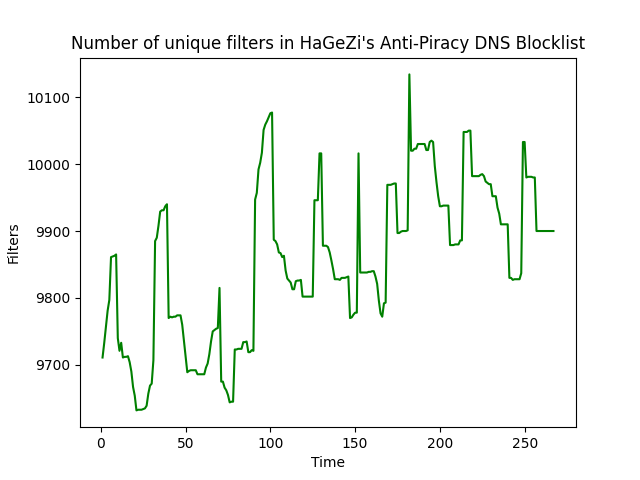 Number of unique filters in HaGeZi's Anti-Piracy DNS Blocklist
10100
10000
9900
9800
9700
Filters
0 50 100 150 200 250
Time